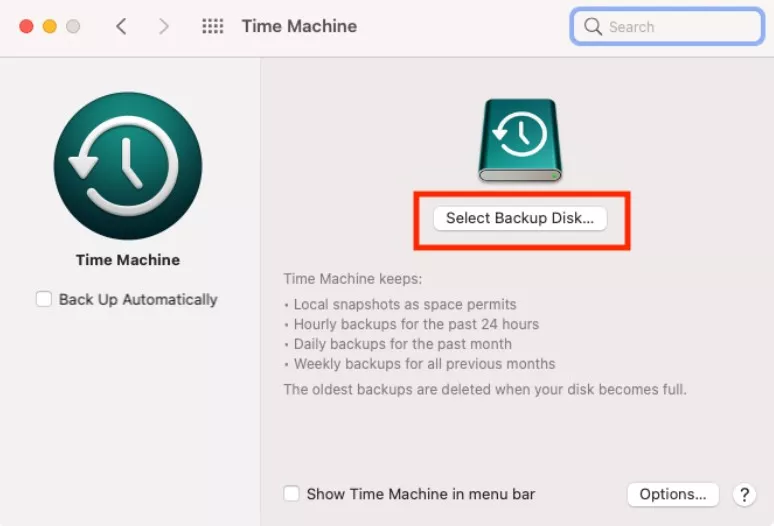 Time Machine
Search
Time Machine
Back Up Automatically
Select Backup Disk...
Time Machine keeps:
• Local snapshots as space permits
• Hourly backups for the past 24 hours
• Daily backups for the past month
• Weekly backups for all previous months
The oldest backups are deleted when your disk becomes full.
Show Time Machine in menu bar
Options...
?